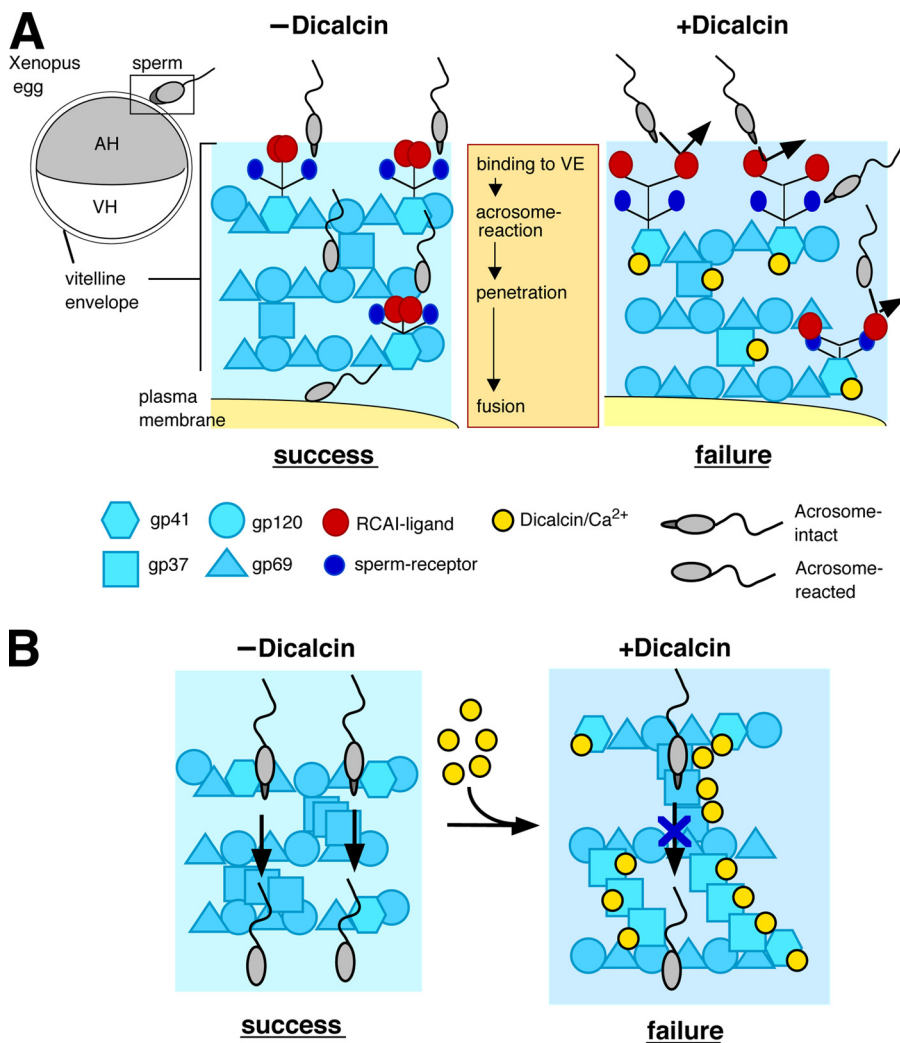 A
−Dicalcin
+Dicalcin
Xenopus
egg
sperm
AH
VH
vitelline
envelope
plasma
membrane
binding to VE
acrosome-
reaction
penetration
fusion
success
failure
gp41
gp120
RCAI-ligand
Dicalcin/Ca²⁺
Acrosome-
intact
gp37
gp69
sperm-receptor
Acrosome-
reacted
B
−Dicalcin
+Dicalcin
success
failure